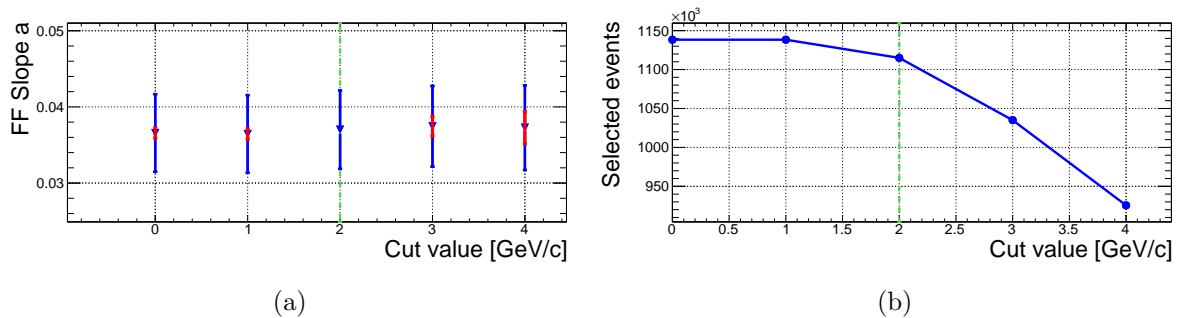 FF Slope a
0.05
0.04
0.03
0 1 2 3 4
Cut value [GeV/c]
(a)
×10³
Selected events
1150
1100
1050
1000
950
0 0.5 1 1.5 2 2.5 3 3.5 4
Cut value [GeV/c]
(b)